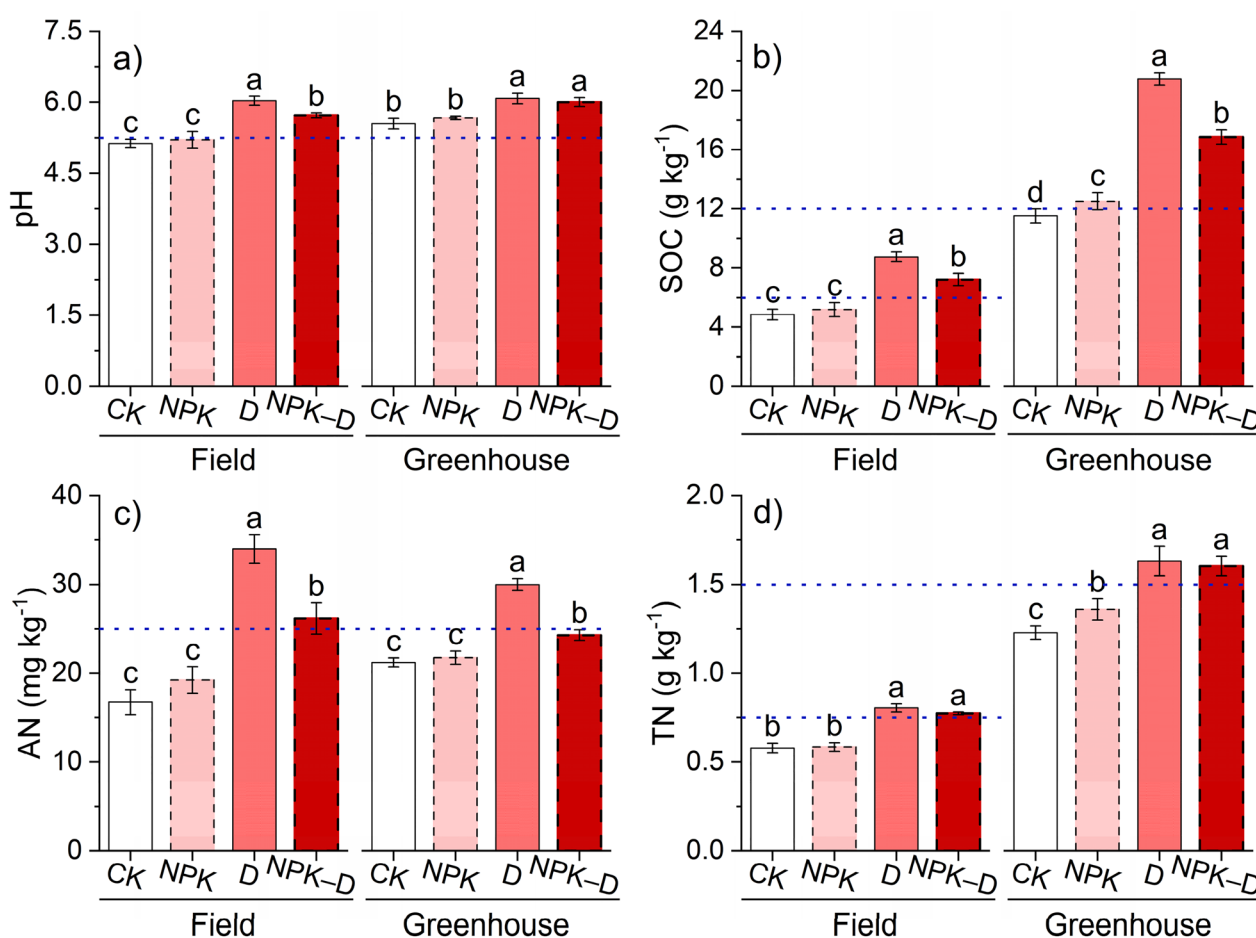 a)
pH
7.5
6.0
4.5
3.0
1.5
0.0
c c a b b b a a
CK NPK D NPK–D CK NPK D NPK–D
Field Greenhouse
b)
SOC (g kg⁻¹)
24
20
16
12
8
4
0
c c a b d c a b
CK NPK D NPK–D CK NPK D NPK–D
Field Greenhouse
c)
AN (mg kg⁻¹)
40
30
20
10
0
c c a b c c a b
CK NPK D NPK–D CK NPK D NPK–D
Field Greenhouse
d)
TN (g kg⁻¹)
2.0
1.5
1.0
0.5
0.0
b b a a c b a a
CK NPK D NPK–D CK NPK D NPK–D
Field Greenhouse